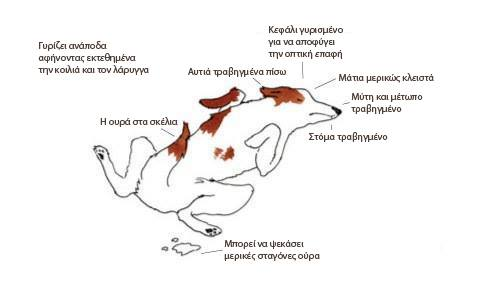 Γυρίζει ανάποδα
αφήνοντας εκτεθημένα
την κοιλιά και τον λάρυγγα
Κεφάλι γυρισμένο
για να αποφύγει
την οπτική επαφή
Αυτιά τραβηγμένα πίσω
Μάτια μερικώς κλειστά
Μύτη και μέτωπο
τραβηγμένο
Στόμα τραβηγμένο
Η ουρά στα σκέλια
Μπορεί να ψεκάσει
μερικές σταγόνες ούρα